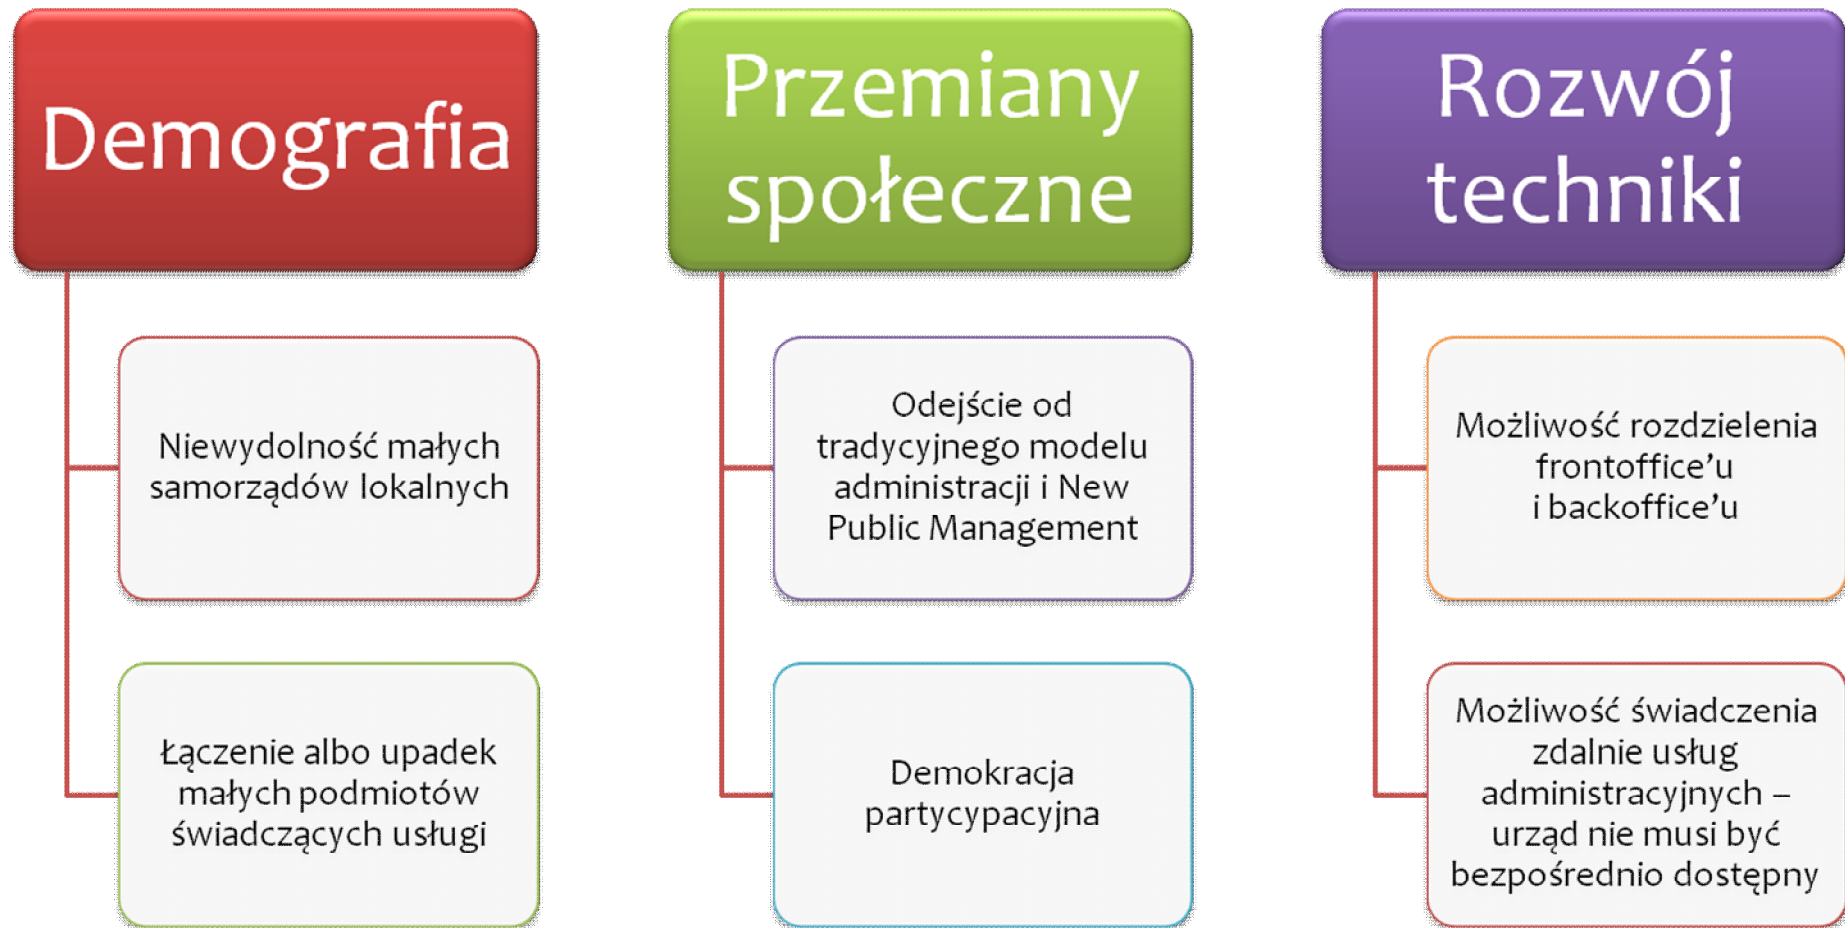 Demografia
Niewydolność małych
samorządów lokalnych
Łączenie albo upadek
małych podmiotów
świadczących usługi
Przemiany
społeczne
Odejście od
tradycyjnego modelu
administracji i New
Public Management
Demokracja
partycypacyjna
Rozwój
techniki
Możliwość rozdzielenia
frontoffice’u
i backoffice’u
Możliwość świadczenia
zdalnie usług
administracyjnych –
urząd nie musi być
bezpośrednio dostępny